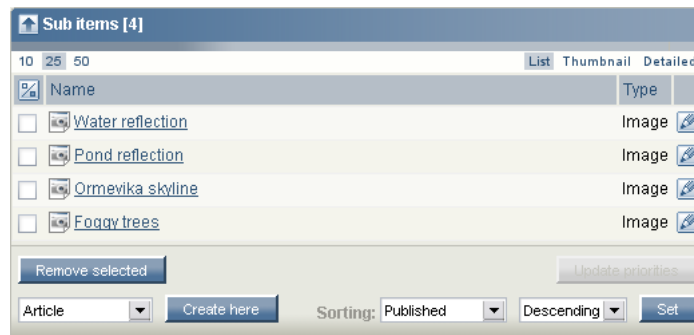 Sub items [4]
10 25 50 List Thumbnail Detailed
Name Type
Water reflection Image
Pond reflection Image
Ormevika skyline Image
Foggy trees Image
Remove selected Update priorities
Article Create here Sorting: Published Descending Set